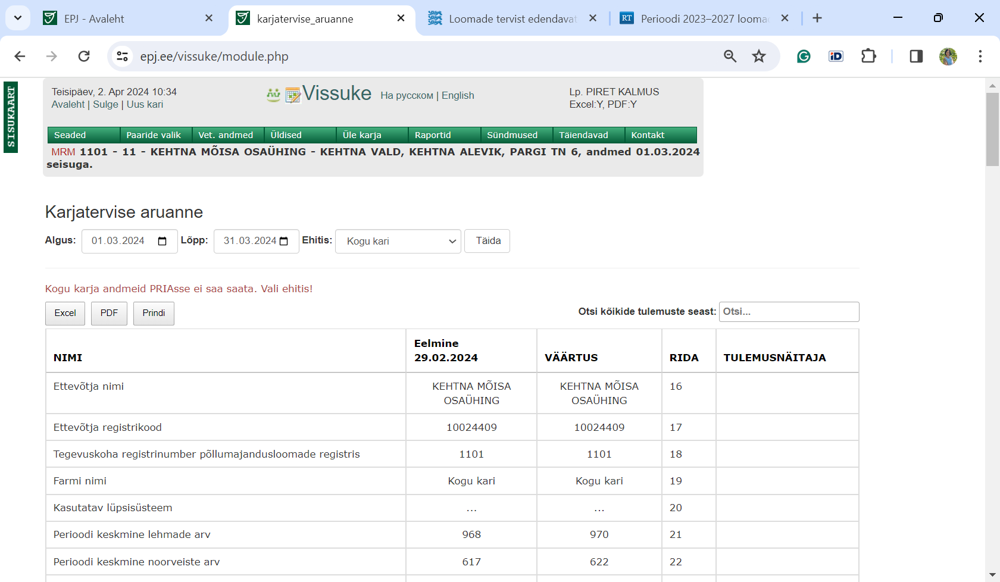 EPJ - Avaleht
karjatervise_aruanne
Loomade tervist edendavat
RT Perioodi 2023–2027 looma
epj.ee/vissuke/module.php
SISUKAART
Teisipäev, 2. Apr 2024 10:34
Avaleht | Sulge | Uus kari
Vissuke На русском | English
Lp. PIRET KALMUS
Excel:Y, PDF:Y
Seaded Paaride valik Vet. andmed Üldised Üle karja Raportid Sündmused Täiendavad Kontakt
MRM 1101 - 11 - KEHTNA MÕISA OSAÜHING - KEHTNA VALD, KEHTNA ALEVIK, PARGI TN 6, andmed 01.03.2024
seisuga.
Karjatervise aruanne
Algus: 01.03.2024 Lõpp: 31.03.2024 Ehitis: Kogu kari Täida
Kogu karja andmeid PRIAsse ei saa saata. Vali ehitis!
Excel PDF Prindi Otsi kõikide tulemuste seast: Otsi...
NIMI Eelmine 29.02.2024 VÄÄRTUS RIDA TULEMUSNÄITAJA
Ettevõtja nimi KEHTNA MÕISA OSAÜHING KEHTNA MÕISA OSAÜHING 16
Ettevõtja registrikood 10024409 10024409 17
Tegevuskoha registrinumber põllumajandusloomade registris 1101 1101 18
Farmi nimi Kogu kari Kogu kari 19
Kasutatav lüpsisüsteem ... ... 20
Perioodi keskmine lehmade arv 968 970 21
Perioodi keskmine noorveiste arv 617 622 22